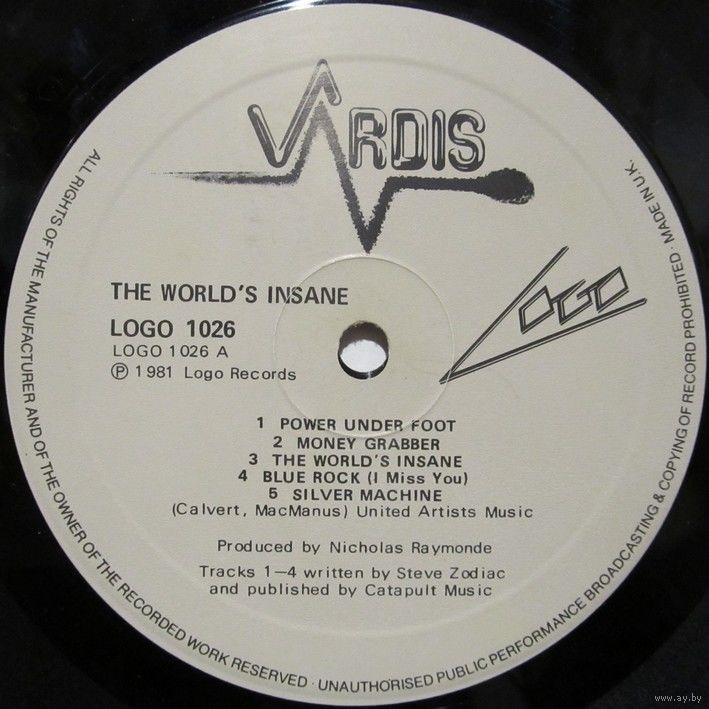 VARDIS
THE WORLD'S INSANE
LOGO 1026
LOGO 1026 A
Ⓟ 1981 Logo Records
LOGO
1 POWER UNDER FOOT
2 MONEY GRABBER
3 THE WORLD'S INSANE
4 BLUE ROCK (I Miss You)
5 SILVER MACHINE
(Calvert, MacManus) United Artists Music
Produced by Nicholas Raymonde
Tracks 1—4 written by Steve Zodiac
and published by Catapult Music
ALL RIGHTS OF THE MANUFACTURER AND OF THE OWNER OF THE RECORDED WORK RESERVED · UNAUTHORISED PUBLIC PERFORMANCE BROADCASTING & COPYING OF RECORD PROHIBITED · MADE IN U.K.
www.ay.by